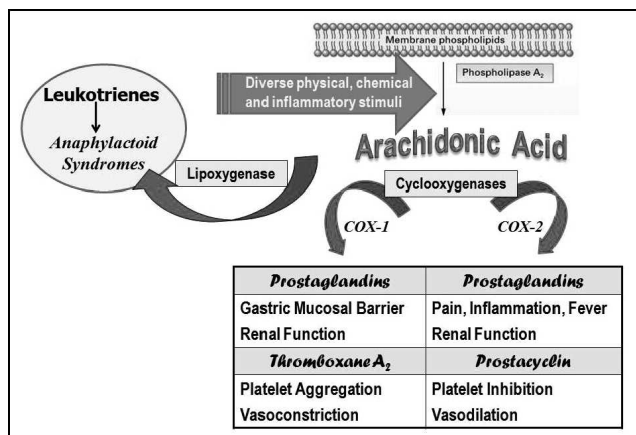 Membrane phospholipids
Phospholipase A₂
Diverse physical, chemical
and inflammatory stimuli
Leukotrienes
Anaphylactoid
Syndromes
Arachidonic Acid
Lipoxygenase
Cyclooxygenases
COX-1
COX-2
Prostaglandins
Gastric Mucosal Barrier
Renal Function
Prostaglandins
Pain, Inflammation, Fever
Renal Function
Thromboxane A₂
Platelet Aggregation
Vasoconstriction
Prostacyclin
Platelet Inhibition
Vasodilation